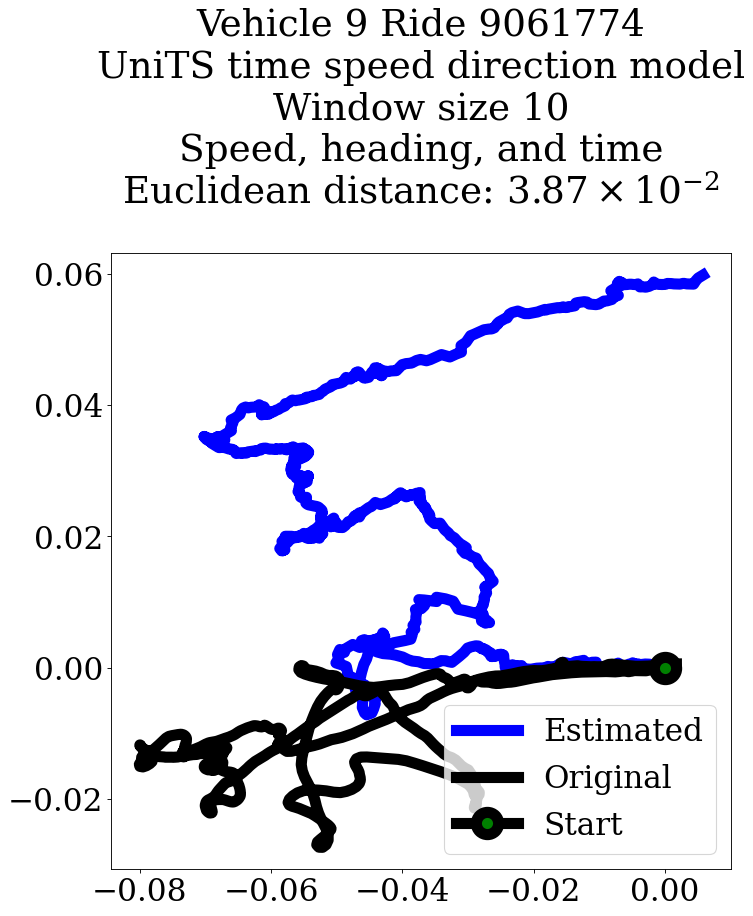 Vehicle 9 Ride 9061774
UniTS time speed direction model
Window size 10
Speed, heading, and time
Euclidean distance: 3.87 × 10⁻²
0.06
0.04
0.02
0.00
−0.02
Estimated
Original
Start
−0.08
−0.06
−0.04
−0.02
0.00